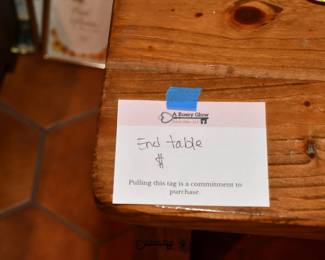 A Rosey Glow
End table
$
Pulling this tag is a commitment to
purchase.